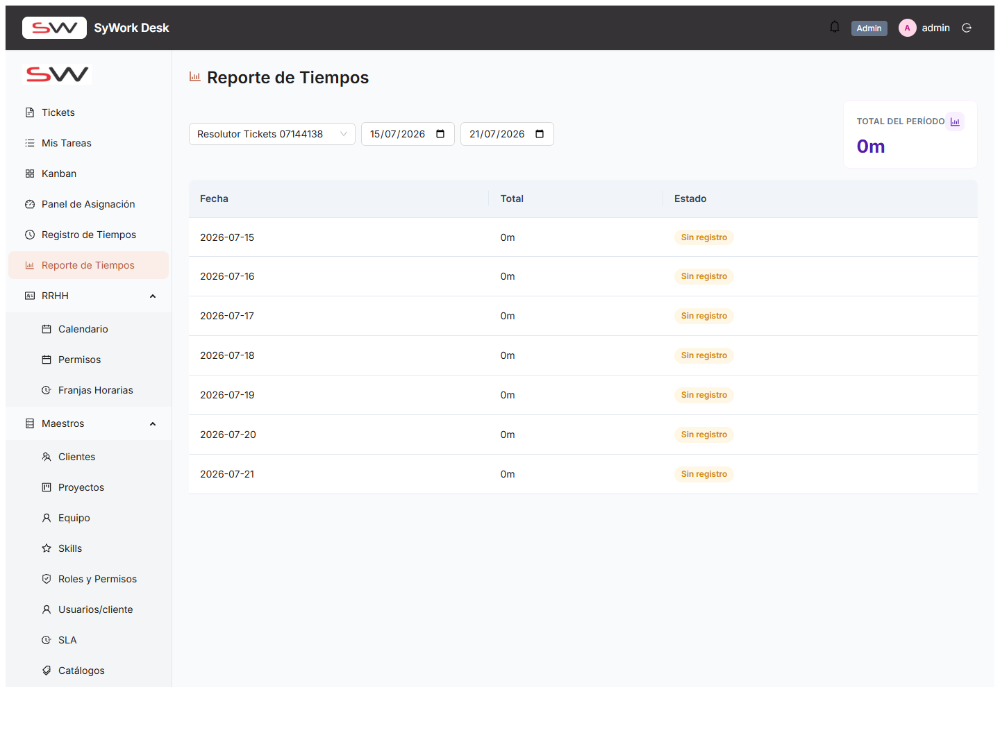 SW SyWork Desk Admin A admin
SW
Tickets
Mis Tareas
Kanban
Panel de Asignación
Registro de Tiempos
Reporte de Tiempos
RRHH
Calendario
Permisos
Franjas Horarias
Maestros
Clientes
Proyectos
Equipo
Skills
Roles y Permisos
Usuarios/cliente
SLA
Catálogos
Reporte de Tiempos
Resolutor Tickets 07144138 15/07/2026 21/07/2026
TOTAL DEL PERÍODO
0m
Fecha Total Estado
2026-07-15 0m Sin registro
2026-07-16 0m Sin registro
2026-07-17 0m Sin registro
2026-07-18 0m Sin registro
2026-07-19 0m Sin registro
2026-07-20 0m Sin registro
2026-07-21 0m Sin registro